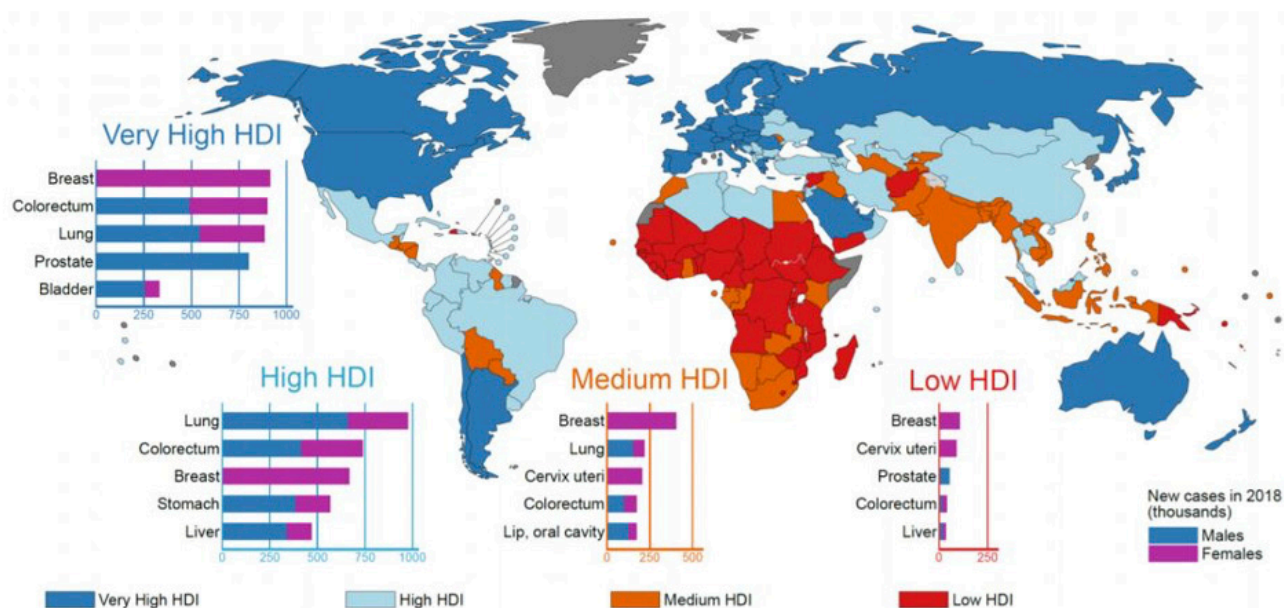 Very High HDI
Breast
Colorectum
Lung
Prostate
Bladder
0 250 500 750 1000
High HDI
Lung
Colorectum
Breast
Stomach
Liver
0 250 500 750 1000
Medium HDI
Breast
Lung
Cervix uteri
Colorectum
Lip, oral cavity
0 250 500
Low HDI
Breast
Cervix uteri
Prostate
Colorectum
Liver
0 250
New cases in 2018
(thousands)
Males
Females
Very High HDI
High HDI
Medium HDI
Low HDI